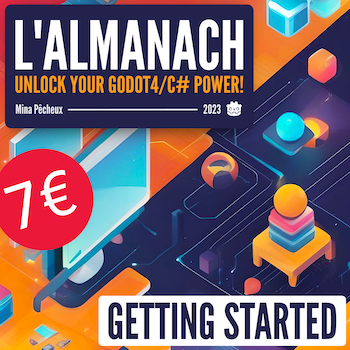 L'ALMANACH
UNLOCK YOUR GODOT4/C# POWER!
Mina Pêcheux 2023
7€
GETTING STARTED